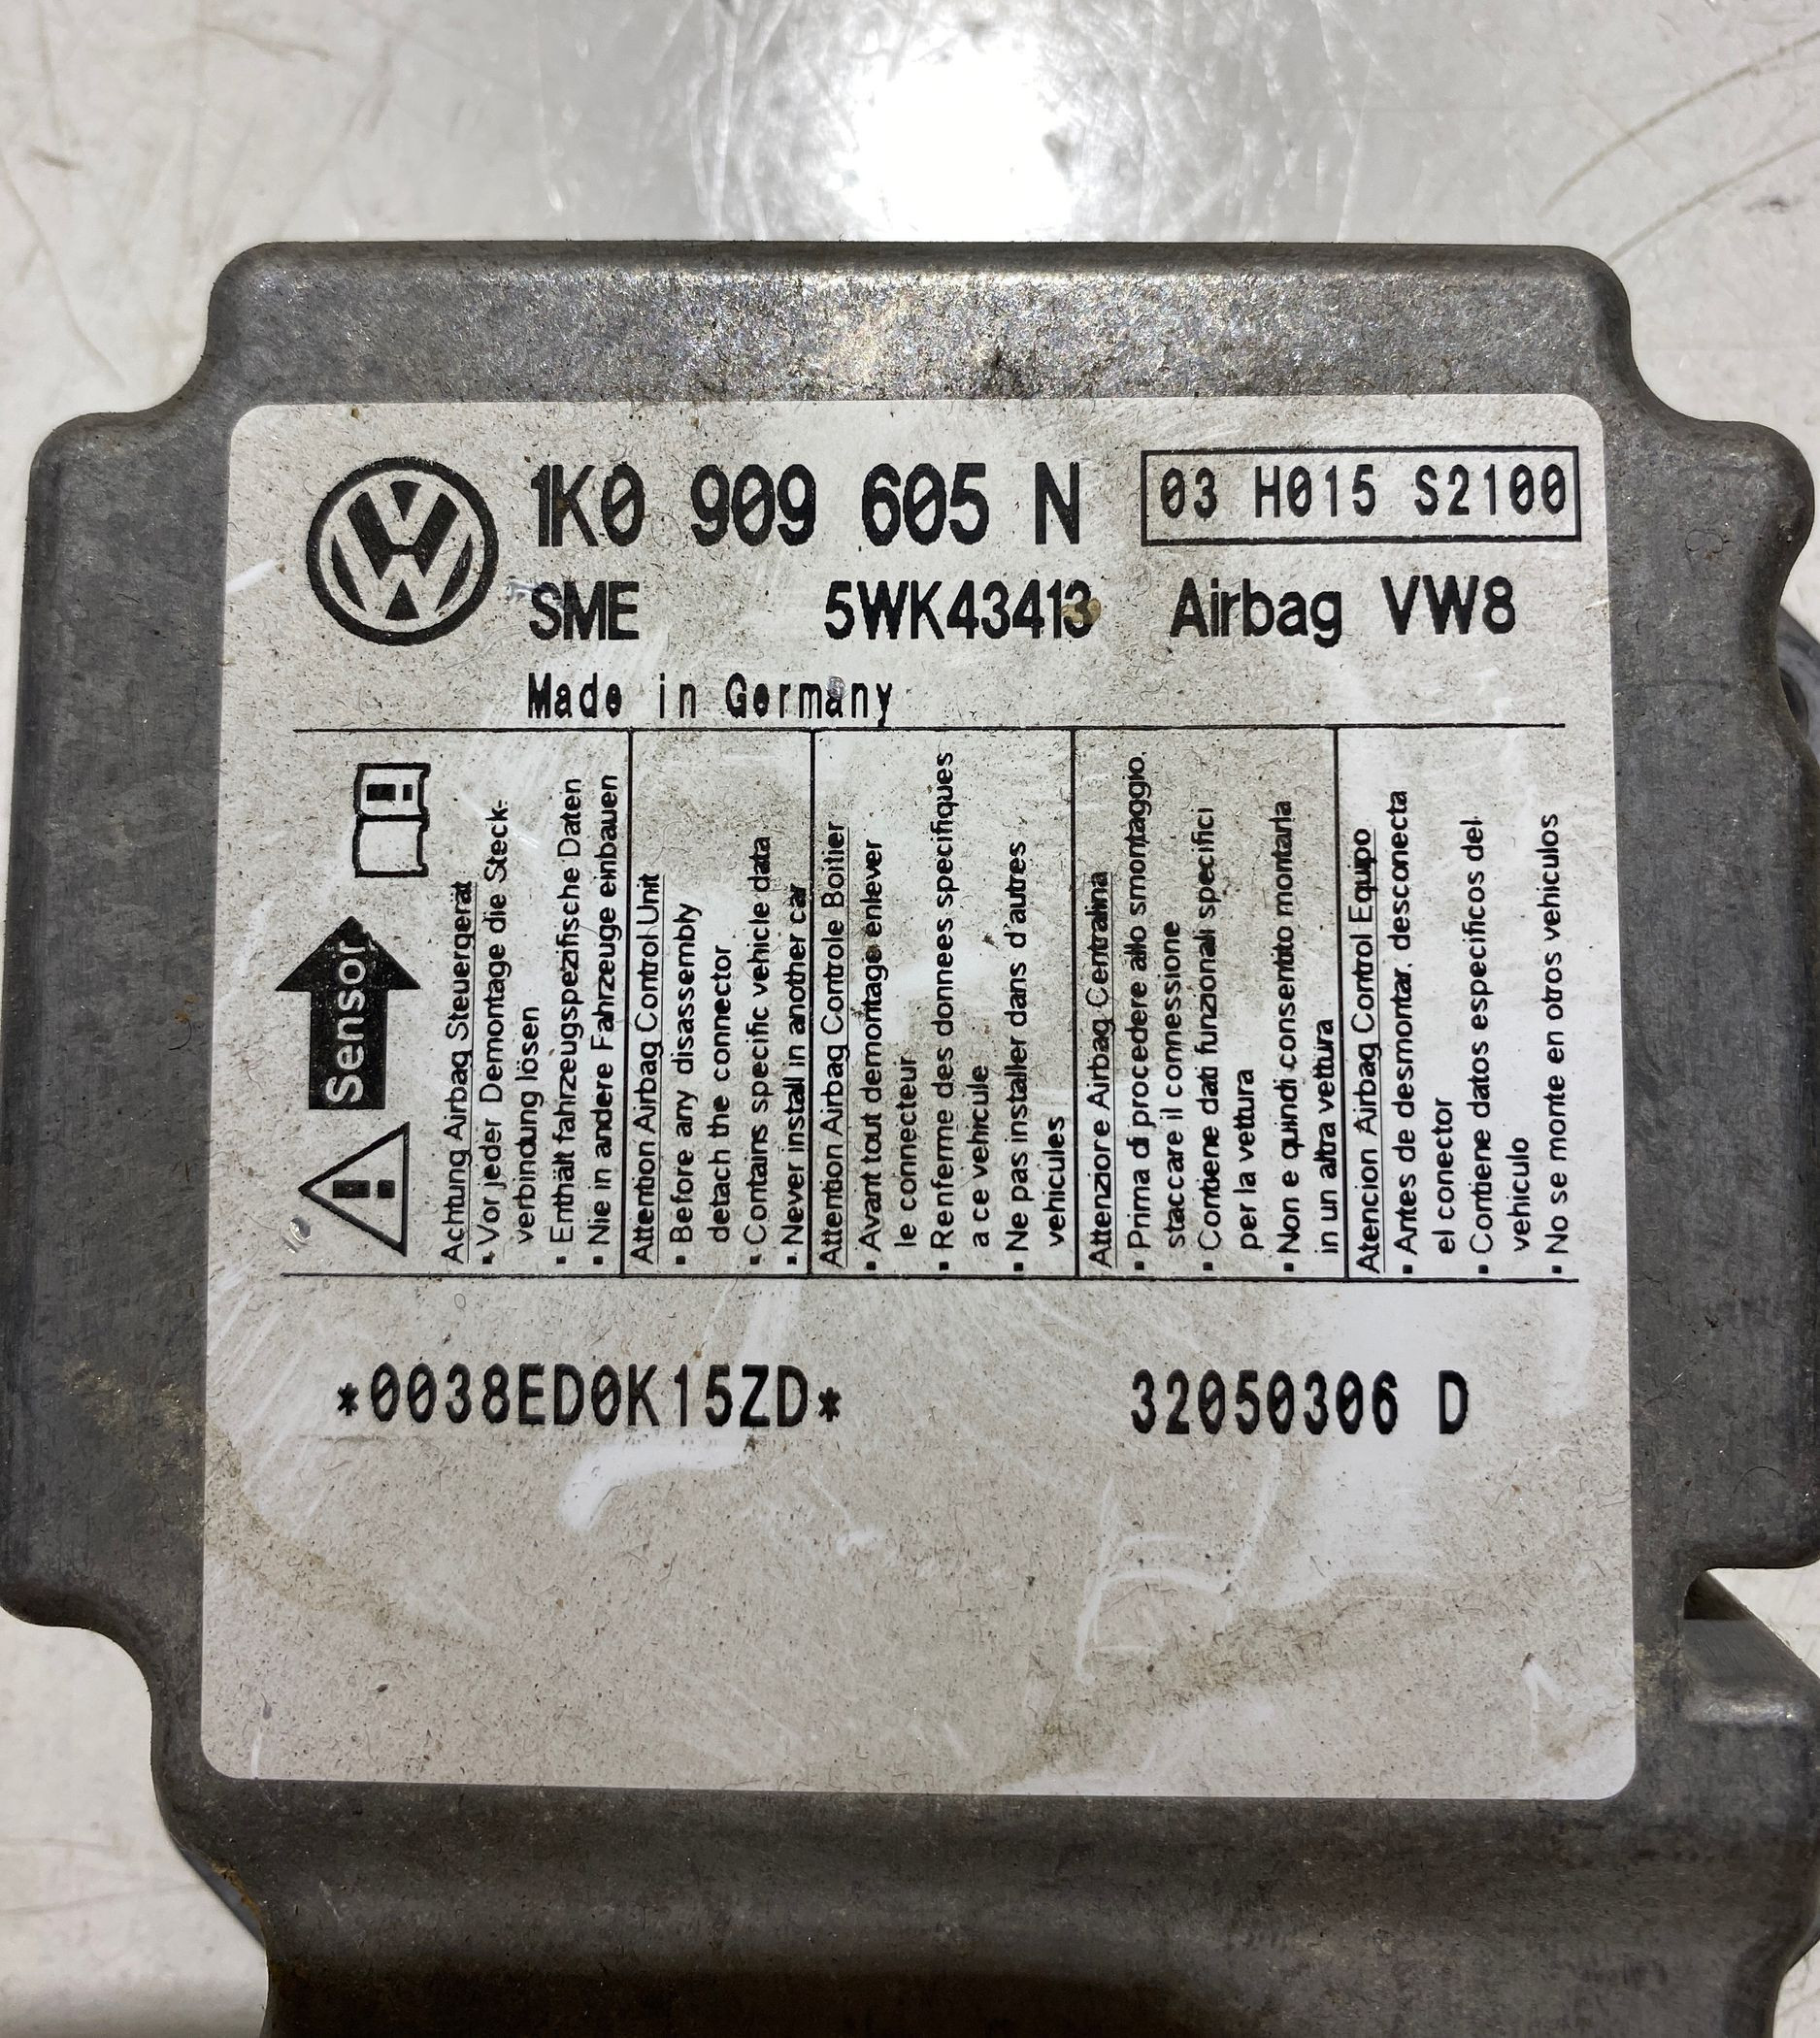 1K0 909 605 N
03 H015 S2100
SME 5WK43413 Airbag VW8
Made in Germany
Sensor
Achtung Airbag Steuergerät
• Vor jeder Demontage die Steck-
verbindung lösen
• Enthält fahrzeugspezifische Daten
• Nie in andere Fahrzeuge einbauen
Attention Airbag Control Unit
• Before any disassembly
detach the connector
• Contains specific vehicle data
• Never install in another car
Attention Airbag Controle Boitier
• Avant tout demontage enlever
le connecteur
• Renferme des donnees specifiques
a ce vehicule
• Ne pas installer dans d'autres
vehicules
Attenzione Airbag Centralina
• Prima di procedere allo smontaggio,
staccare il connessione
• Contiene dati funzionali specifici
per la vettura
• Non e quindi consentito montarla
in un altra vettura
Atencion Airbag Control Equipo
• Antes de desmontar, desconecta
el conector
• Contiene datos especificos del
vehiculo
• No se monte en otros vehiculos
*0038ED0K15ZD* 32050306 D